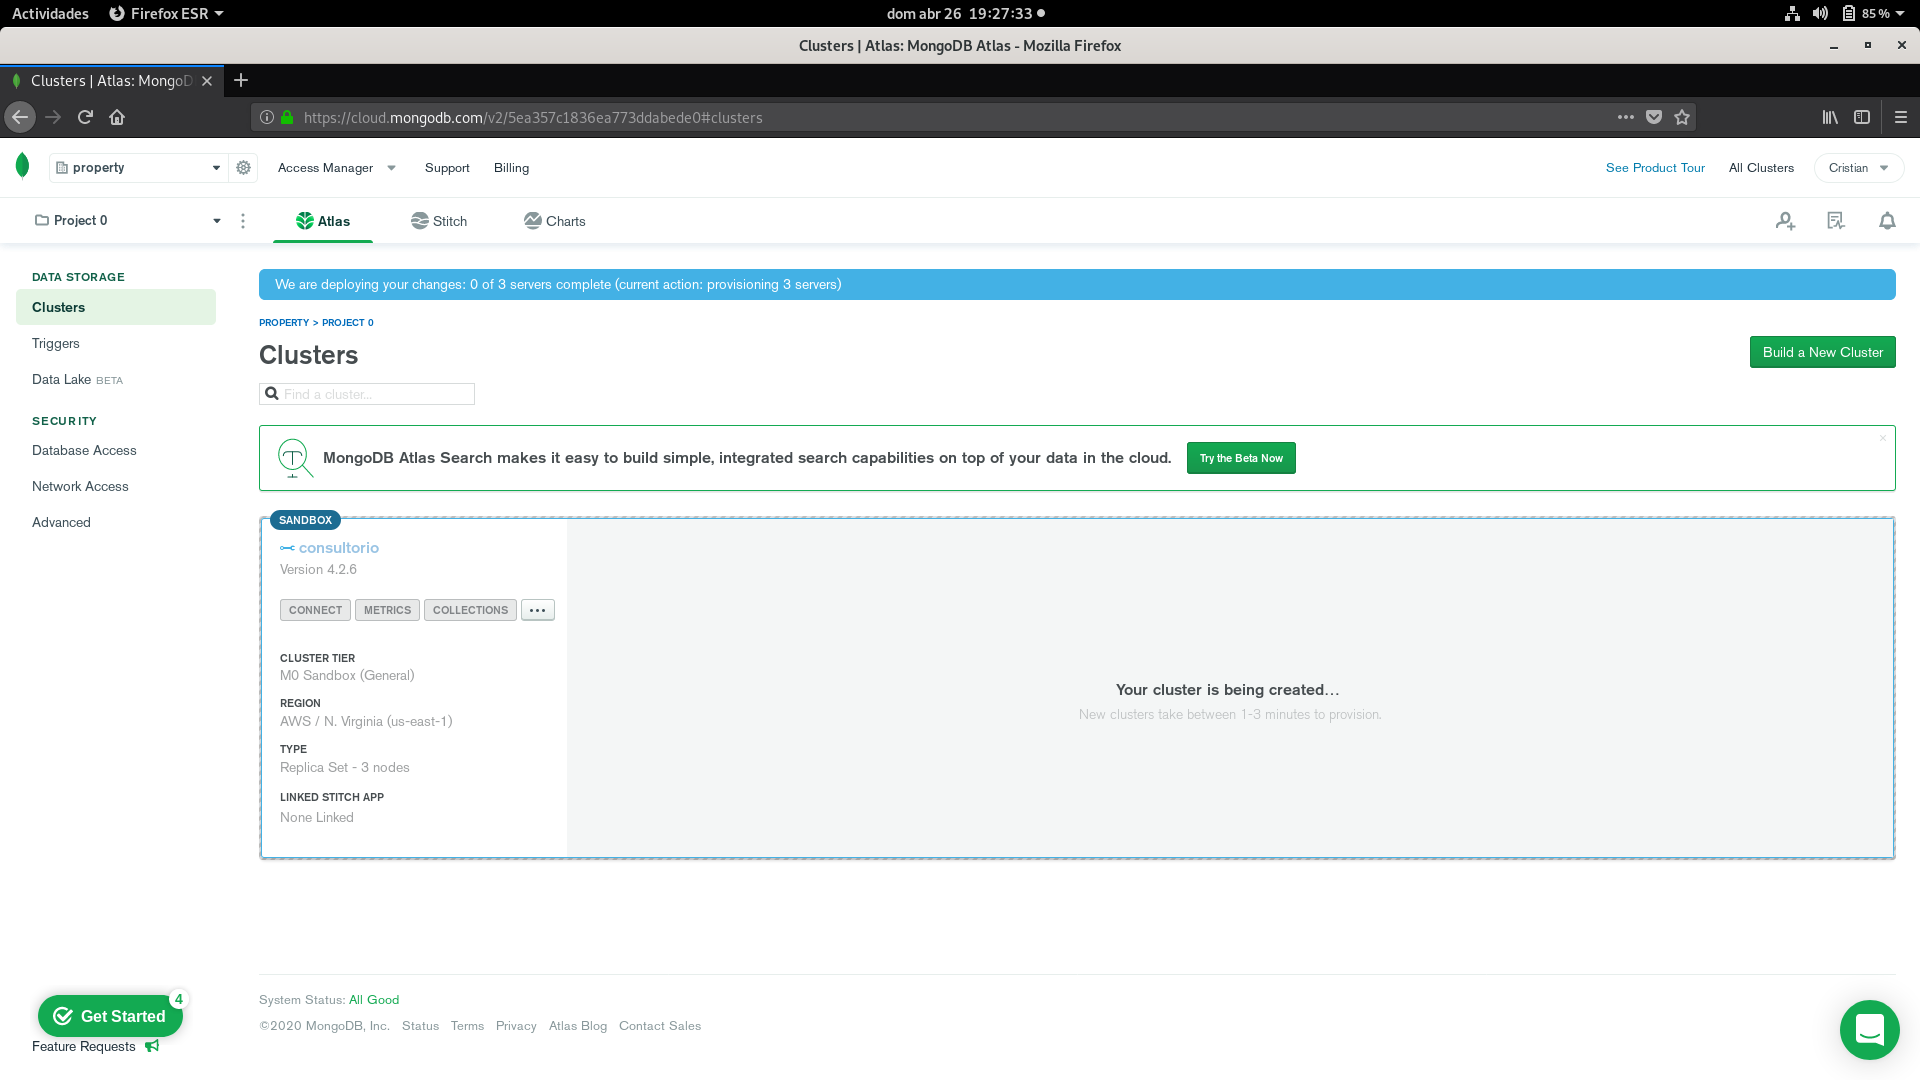 Actividades Firefox ESR dom abr 26 19:27:33 85 %
Clusters | Atlas: MongoDB Atlas - Mozilla Firefox
Clusters | Atlas: MongoD
https://cloud.mongodb.com/v2/5ea357c1836ea773ddabede0#clusters
property Access Manager Support Billing See Product Tour All Clusters Cristian
Project 0 Atlas Stitch Charts
DATA STORAGE
Clusters
Triggers
Data Lake BETA
SECURITY
Database Access
Network Access
Advanced
We are deploying your changes: 0 of 3 servers complete (current action: provisioning 3 servers)
PROPERTY > PROJECT 0
Clusters
Build a New Cluster
Find a cluster...
MongoDB Atlas Search makes it easy to build simple, integrated search capabilities on top of your data in the cloud. Try the Beta Now
SANDBOX
consultorio
Version 4.2.6
CONNECT METRICS COLLECTIONS
CLUSTER TIER
M0 Sandbox (General)
REGION
AWS / N. Virginia (us-east-1)
TYPE
Replica Set - 3 nodes
LINKED STITCH APP
None Linked
Your cluster is being created...
New clusters take between 1-3 minutes to provision.
System Status: All Good
©2020 MongoDB, Inc. Status Terms Privacy Atlas Blog Contact Sales
Get Started 4
Feature Requests